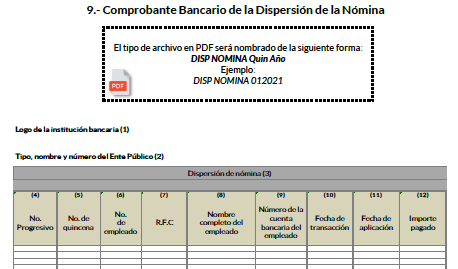 9.- Comprobante Bancario de la Dispersión de la Nómina
El tipo de archivo en PDF será nombrado de la siguiente forma:
DISP NOMINA Quin Año
Ejemplo:
DISP NOMINA 012021
PDF
Logo de la institución bancaria (1)
Tipo, nombre y número del Ente Público (2)
Dispersión de nómina (3)
(4) (5) (6) (7) (8) (9) (10) (11) (12)
No. Progresivo
No. de quincena
No. de empleado
R.F.C
Nombre completo del empleado
Número de la cuenta bancaria del empleado
Fecha de transacción
Fecha de aplicación
Importe pagado